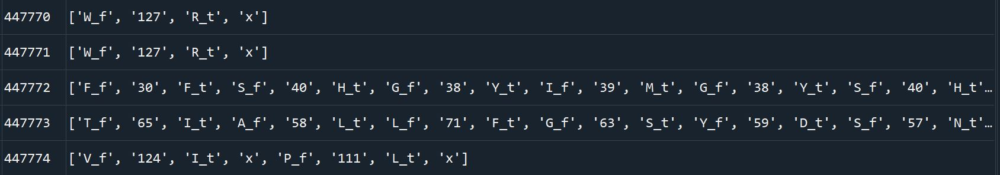 447770 ['W_f', '127', 'R_t', 'x']
447771 ['W_f', '127', 'R_t', 'x']
447772 ['F_f', '30', 'F_t', 'S_f', '40', 'H_t', 'G_f', '38', 'Y_t', 'I_f', '39', 'M_t', 'G_f', '38', 'Y_t', 'S_f', '40', 'H_t'…
447773 ['T_f', '65', 'I_t', 'A_f', '58', 'L_t', 'L_f', '71', 'F_t', 'G_f', '63', 'S_t', 'Y_f', '59', 'D_t', 'S_f', '57', 'N_t'…
447774 ['V_f', '124', 'I_t', 'x', 'P_f', '111', 'L_t', 'x']